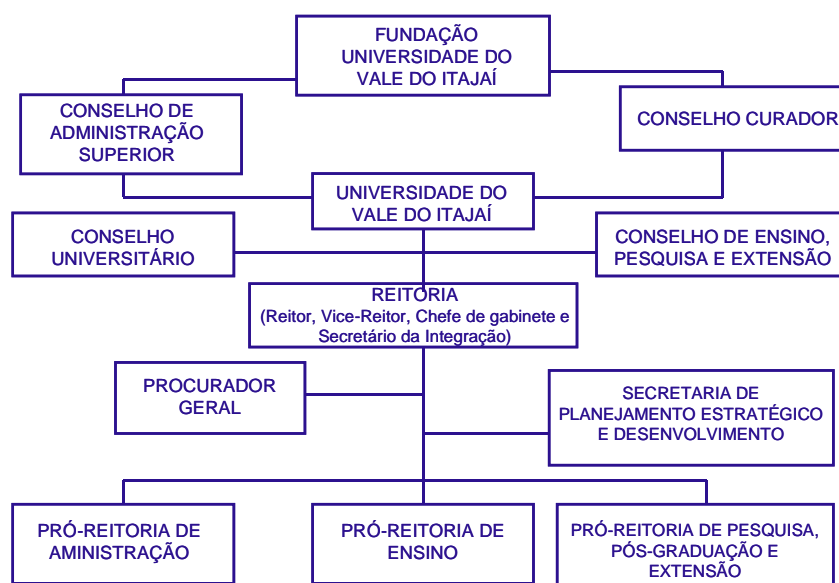 FUNDAÇÃO
UNIVERSIDADE DO
VALE DO ITAJAÍ
CONSELHO DE
ADMINISTRAÇÃO
SUPERIOR
CONSELHO CURADOR
UNIVERSIDADE DO
VALE DO ITAJAÍ
CONSELHO
UNIVERSITÁRIO
CONSELHO DE ENSINO,
PESQUISA E EXTENSÃO
REITORIA
(Reitor, Vice-Reitor, Chefe de gabinete e
Secretário da Integração)
PROCURADOR
GERAL
SECRETARIA DE
PLANEJAMENTO ESTRATÉGICO
E DESENVOLVIMENTO
PRÓ-REITORIA DE
AMINISTRAÇÃO
PRÓ-REITORIA DE
ENSINO
PRÓ-REITORIA DE PESQUISA,
PÓS-GRADUAÇÃO E
EXTENSÃO